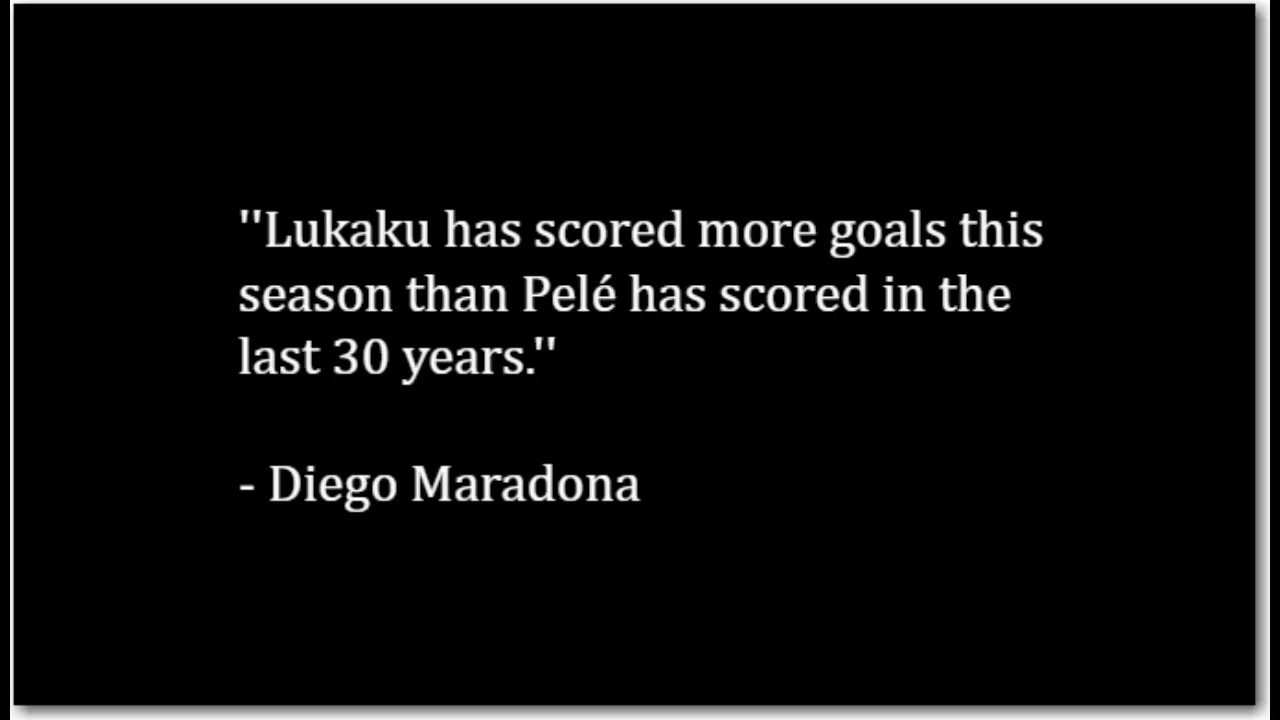 "Lukaku has scored more goals this
season than Pelé has scored in the
last 30 years."
- Diego Maradona